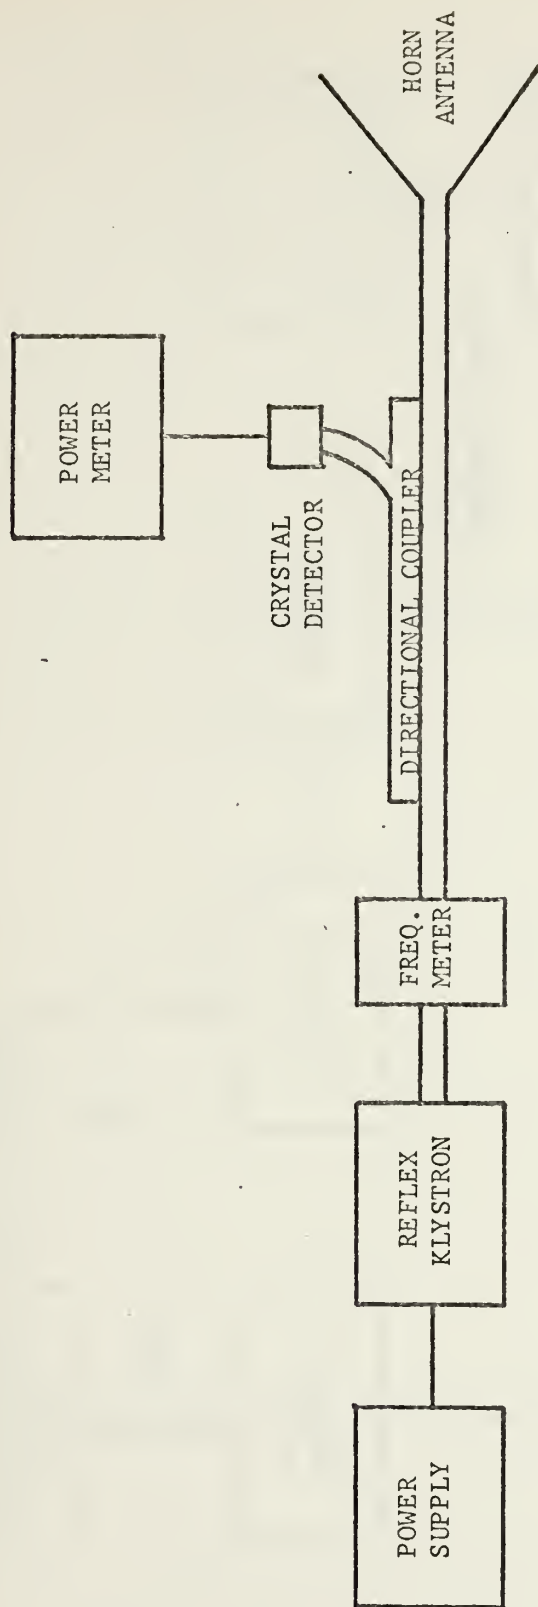 POWER
METER
CRYSTAL
DETECTOR
HORN
ANTENNA
DIRECTIONAL COUPLER
FREQ.
METER
REFLEX
KLYSTRON
POWER
SUPPLY